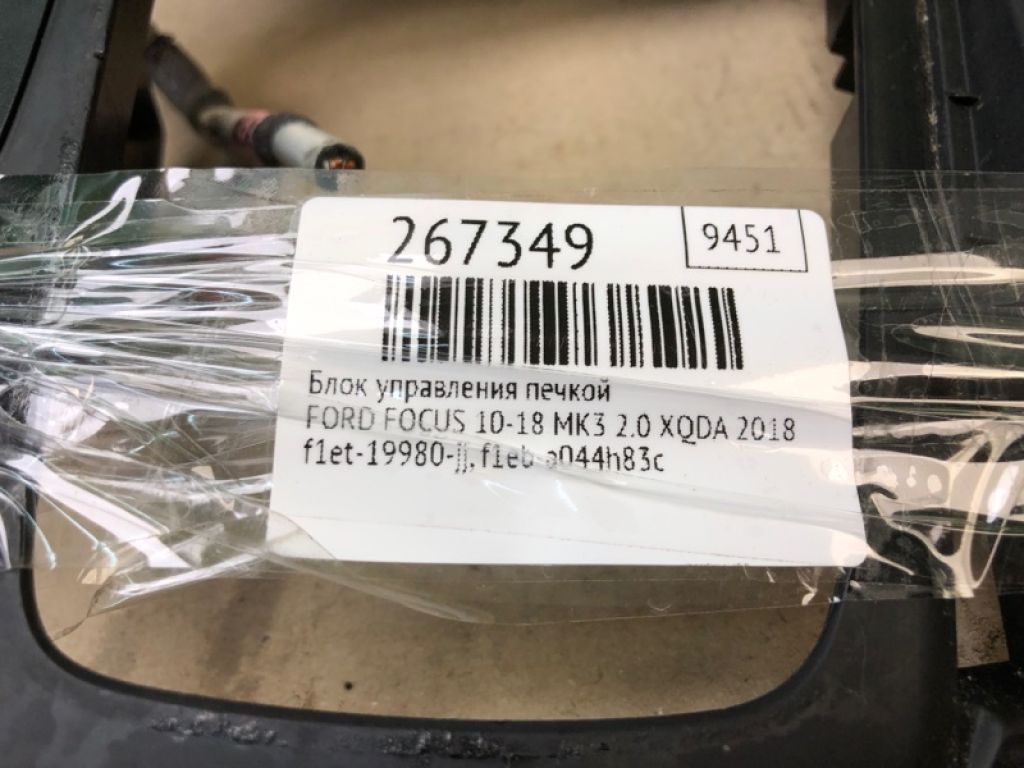 267349
9451
Блок управления печкой
FORD FOCUS 10-18 MK3 2.0 XQDA 2018
f1et-19980-jj, f1eb-a044h83c